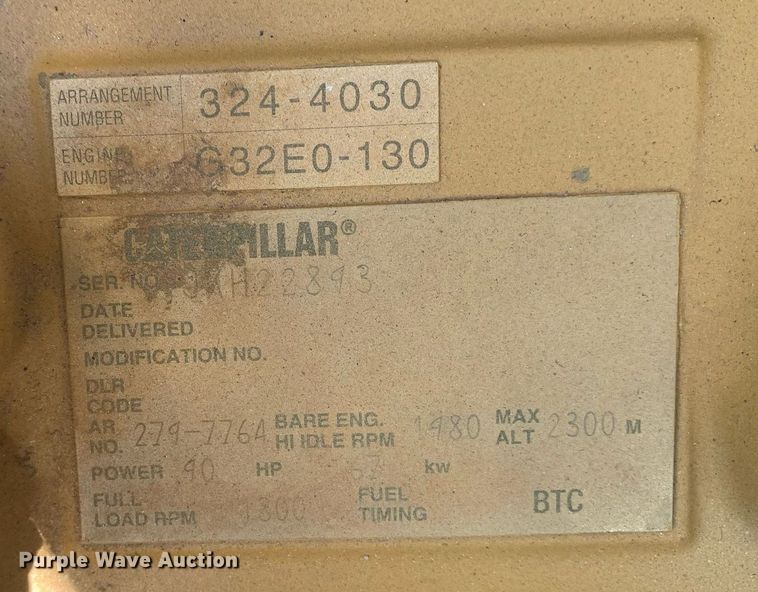 ARRANGEMENT NUMBER 324-4030
ENGINE NUMBER G32E0-130
CATERPILLAR®
SER. NO. H22893
DATE
DELIVERED
MODIFICATION NO.
DLR
CODE
AR NO. 279-7764 BARE ENG. HI IDLE RPM 1980 MAX ALT 2300 M
POWER 90 HP kw
FULL LOAD RPM 1800 FUEL TIMING BTC
Purple Wave Auction